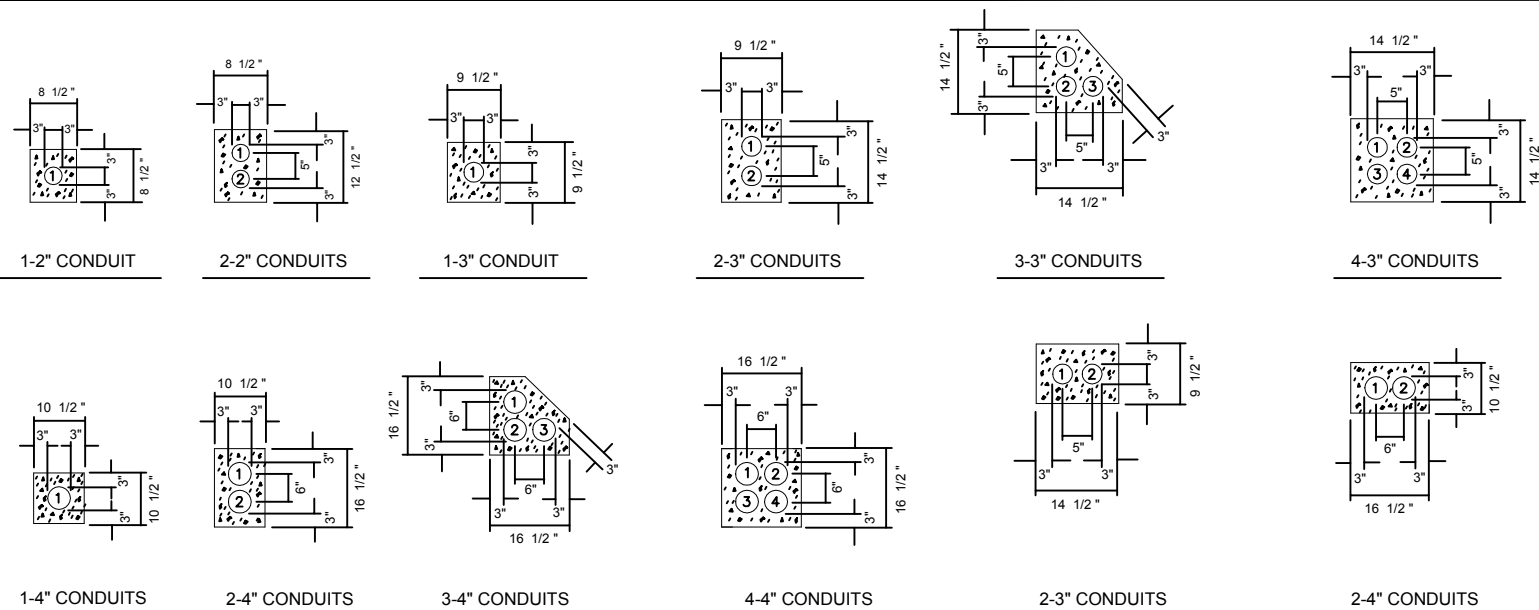 8 1/2 "
3" 3"
1
3"
3"
8 1/2 "
1-2" CONDUIT
8 1/2 "
3" 3"
1
2
3"
5"
3"
12 1/2 "
2-2" CONDUITS
9 1/2 "
3" 3"
1
3"
3"
9 1/2 "
1-3" CONDUIT
9 1/2 "
3" 3"
1
2
3"
5"
3"
14 1/2 "
2-3" CONDUITS
14 1/2 "
3"
5"
3"
1
2 3
3"
5"
3" 3"
14 1/2 "
3-3" CONDUITS
14 1/2 "
3" 3"
5"
1 2
3 4
3"
5"
3"
14 1/2 "
4-3" CONDUITS
10 1/2 "
3" 3"
1
3"
3"
10 1/2 "
1-4" CONDUITS
10 1/2 "
3" 3"
1
2
3"
6"
3"
16 1/2 "
2-4" CONDUITS
16 1/2 "
3"
6"
3"
1
2 3
3"
6"
3" 3"
16 1/2 "
3-4" CONDUITS
16 1/2 "
3" 3"
6"
1 2
3 4
3"
6"
3"
16 1/2 "
4-4" CONDUITS
1 2
3"
3"
9 1/2 "
5"
3" 3"
14 1/2 "
2-3" CONDUITS
1 2
3"
3"
10 1/2 "
6"
3" 3"
16 1/2 "
2-4" CONDUITS